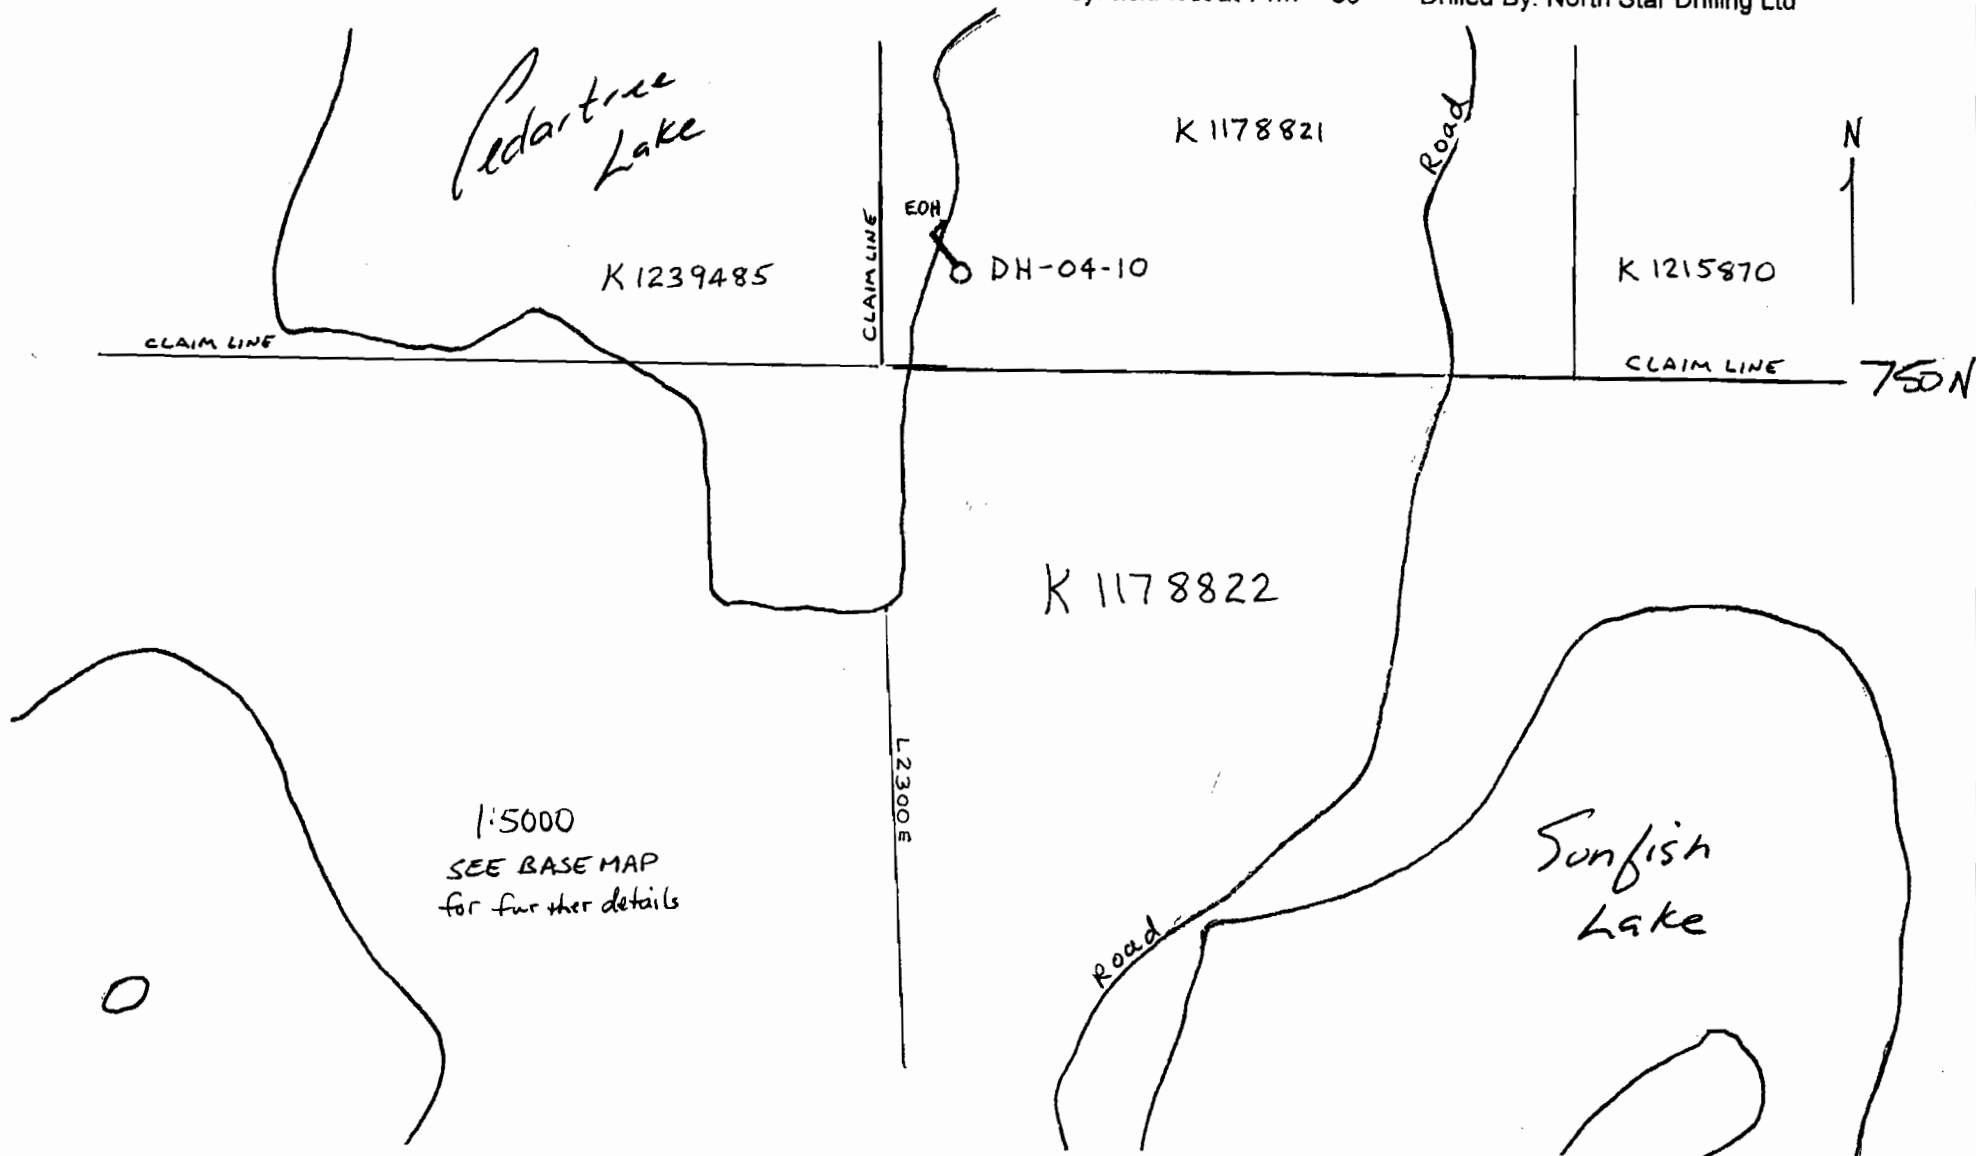 Drilled By: North Star Drilling Ltd
Cedartree
Lake
K 1178821
Road
N
CLAIM LINE
EOH
DH-04-10
K 1239485
K 1215870
CLAIM LINE
CLAIM LINE
750N
K 1178822
L2300E
1:5000
SEE BASE MAP
for further details
Sunfish
Lake
Road